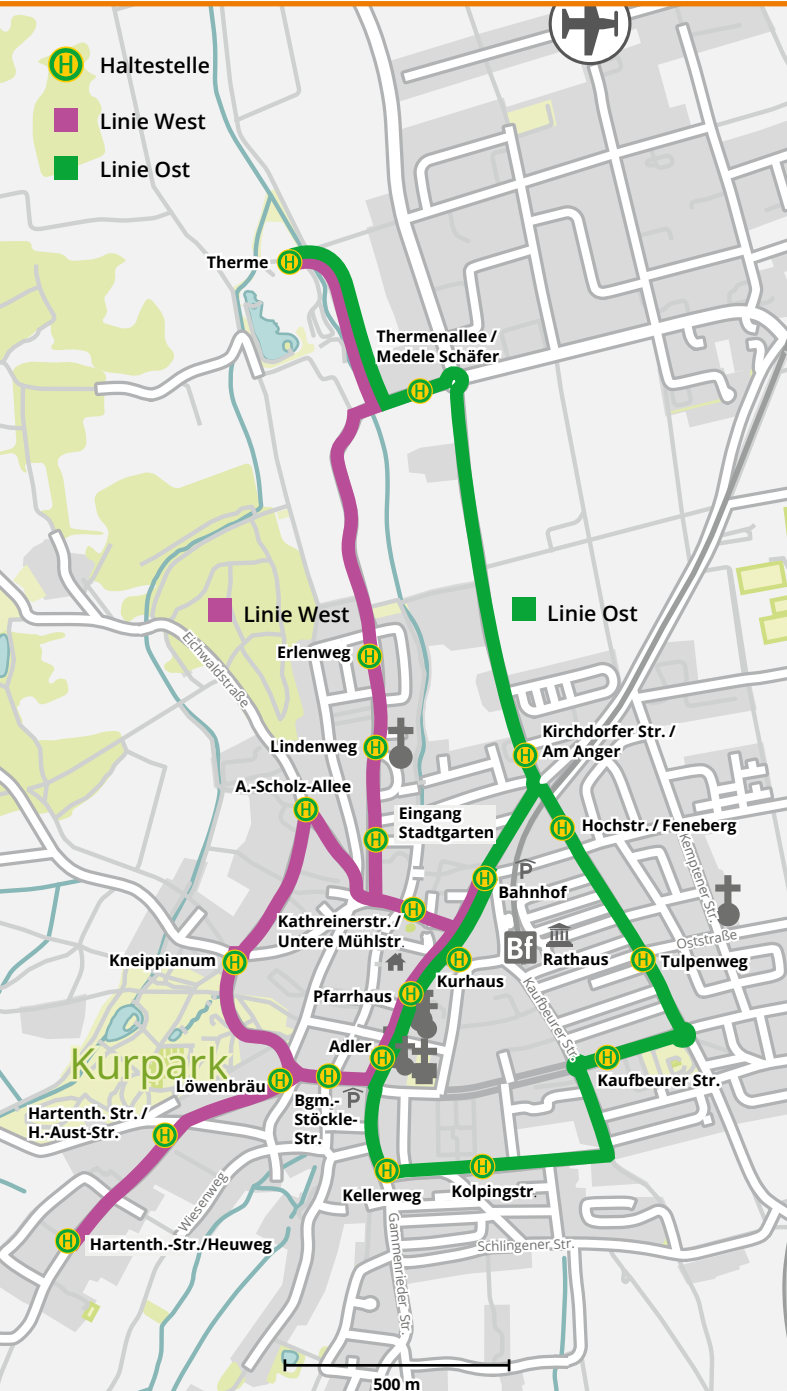 H Haltestelle
Linie West
Linie Ost
Therme H
Thermenallee /
Medele Schäfer
H
Linie West
Linie Ost
Eichwaldstraße
Erlenweg H
Lindenweg H
Kirchdorfer Str. /
Am Anger
H
A.-Scholz-Allee
H
Eingang
Stadtgarten
H
H Hochstr. / Feneberg
Kemptener Str.
H
P
Bahnhof
Kathreinerstr. /
Untere Mühlstr.
H
Kneippianum H
Bf
Rathaus
Oststraße
H Tulpenweg
H
Kurhaus
Pfarrhaus H
Kaufbeurer Str.
Adler H
Kurpark
H
Kaufbeurer Str.
Löwenbräu H
H
Bgm.-
Stöckle-
Str.
P
Hartenth. Str. /
H.-Aust-Str.
H
Wiesenweg
H
Kellerweg
H
Kolpingstr.
H Hartenth.-Str./Heuweg
Gammenrieder Str.
Schlingener Str.
500 m